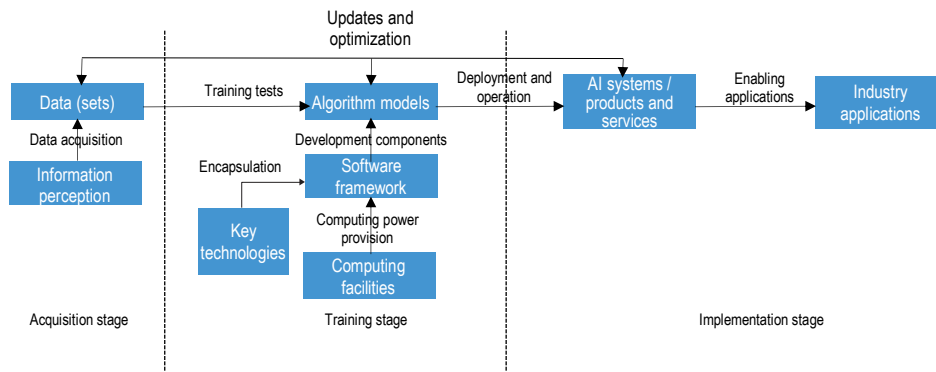 Updates and
optimization
Data (sets)
Training tests
Algorithm models
Deployment and
operation
AI systems /
products and
services
Enabling
applications
Industry
applications
Data acquisition
Development components
Information
perception
Encapsulation
Software
framework
Key
technologies
Computing power
provision
Computing
facilities
Acquisition stage
Training stage
Implementation stage